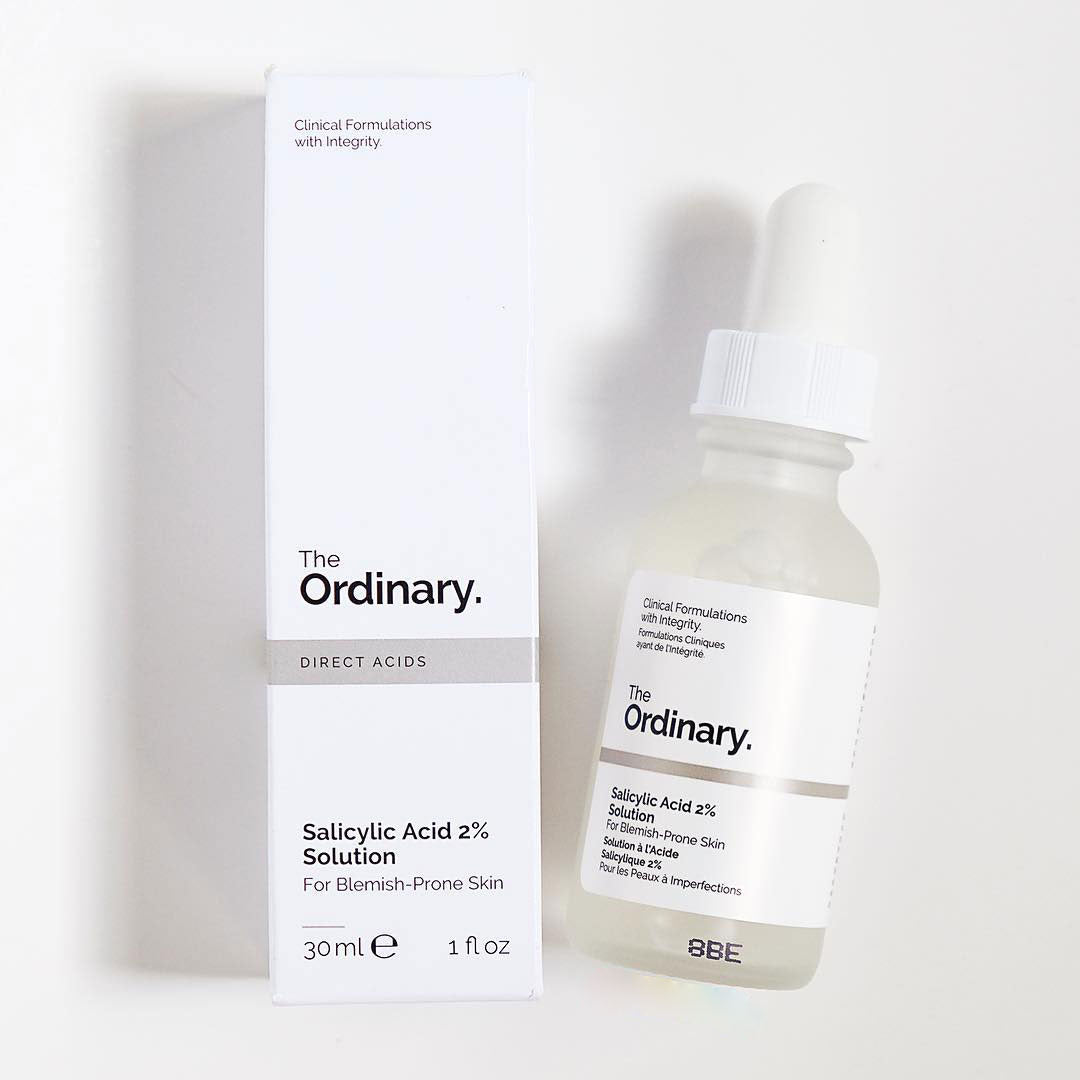 Clinical Formulations
with Integrity.
The
Ordinary.
DIRECT ACIDS
Salicylic Acid 2%
Solution
For Blemish-Prone Skin
30 ml ℮ 1 fl oz
Clinical Formulations
with Integrity.
Formulations Cliniques
ayant de l'Intégrité.
The
Ordinary.
Salicylic Acid 2%
Solution
For Blemish-Prone Skin
Solution à l'Acide
Salicylique 2%
Pour les Peaux à Imperfections
8BE